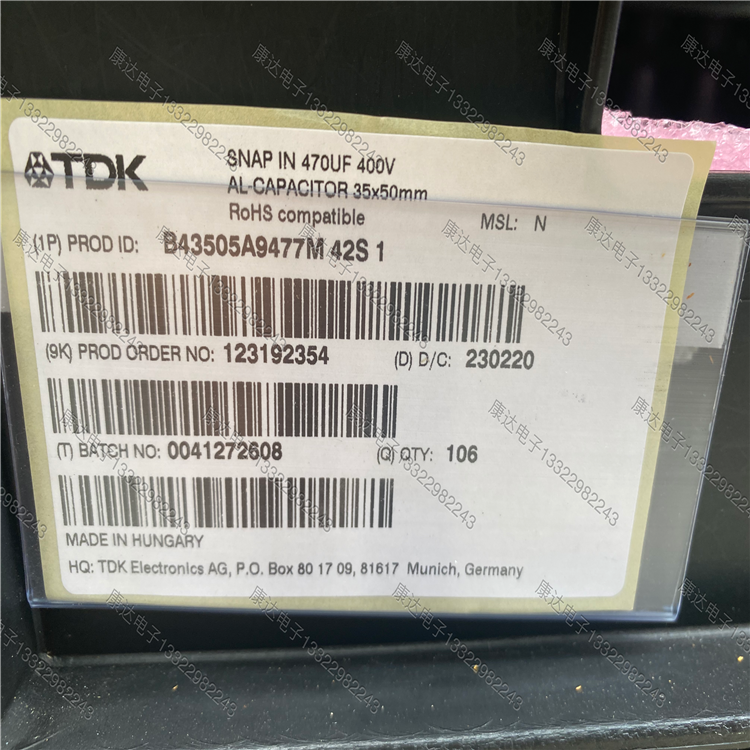 TDK
SNAP IN 470UF 400V
AL-CAPACITOR 35x50mm
RoHS compatible
MSL: N
(1P) PROD ID: B43505A9477M 42S 1
(9K) PROD ORDER NO: 123192354 (D) D/C: 230220
(T) BATCH NO: 0041272608 (Q) QTY: 106
MADE IN HUNGARY
HQ: TDK Electronics AG, P.O. Box 80 17 09, 81617 Munich, Germany
康达电子13322982243